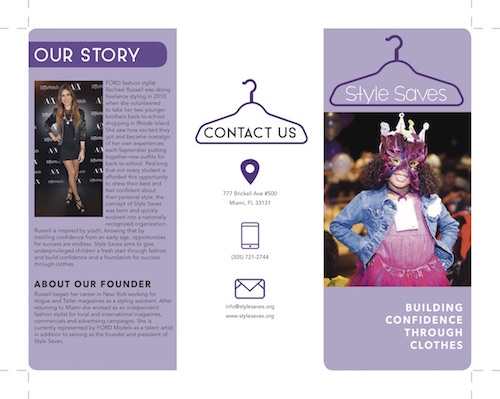 OUR STORY
FORD fashion stylist
Rachael Russell was doing
freelance styling in 2010
when she volunteered
to take her two younger
brothers back-to-school
shopping in Rhode Island.
She saw how excited they
got and became nostalgic
of her own experiences
each September putting
together new outfits for
back-to-school. Realizing
that not every student is
afforded this opportunity
to dress their best and
feel confident about
their personal style, the
concept of Style Saves
was born and quickly
evolved into a nationally
recognized organization.
Russell is inspired by youth, knowing that by
instilling confidence from an early age, opportunities
for success are endless. Style Saves aims to give
underprivileged children a fresh start through fashion
and build confidence and a foundation for success
through clothes.
ABOUT OUR FOUNDER
Russell began her career in New York working for
Vogue and Tatler magazines as a styling assistant. After
returning to Miami she worked as an independent
fashion stylist for local and international magazines,
commercials and advertising campaigns. She is
currently represented by FORD Models as a talent artist
in addition to serving as the founder and president of
Style Saves.
CONTACT US
777 Brickell Ave #500
Miami, FL 33131
(305) 721-2744
info@stylesaves.org
www.stylesaves.org
Style Saves
BUILDING
CONFIDENCE
THROUGH
CLOTHES